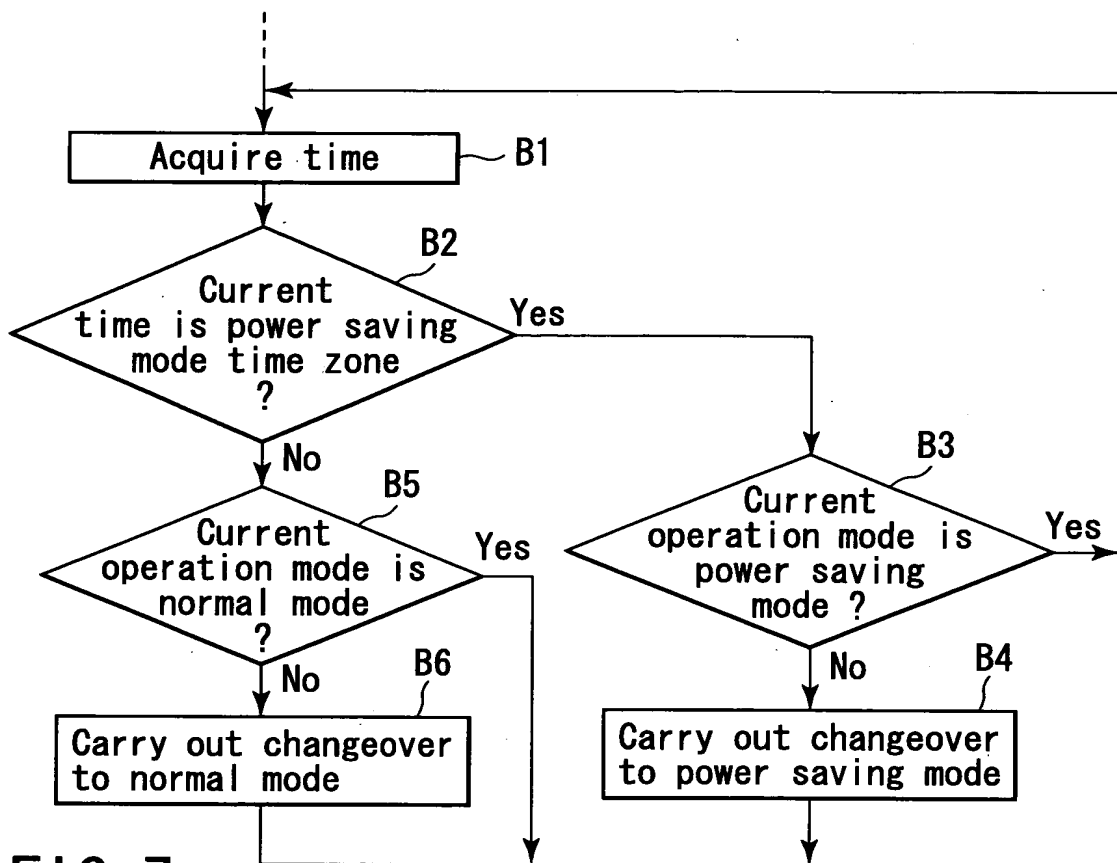 Acquire time
B1
B2
Current
time is power saving
mode time zone
?
Yes
No
B3
Current
operation mode is
power saving
mode ?
Yes
No
B5
Current
operation mode is
normal mode
?
Yes
No
B6
Carry out changeover
to normal mode
B4
Carry out changeover
to power saving mode